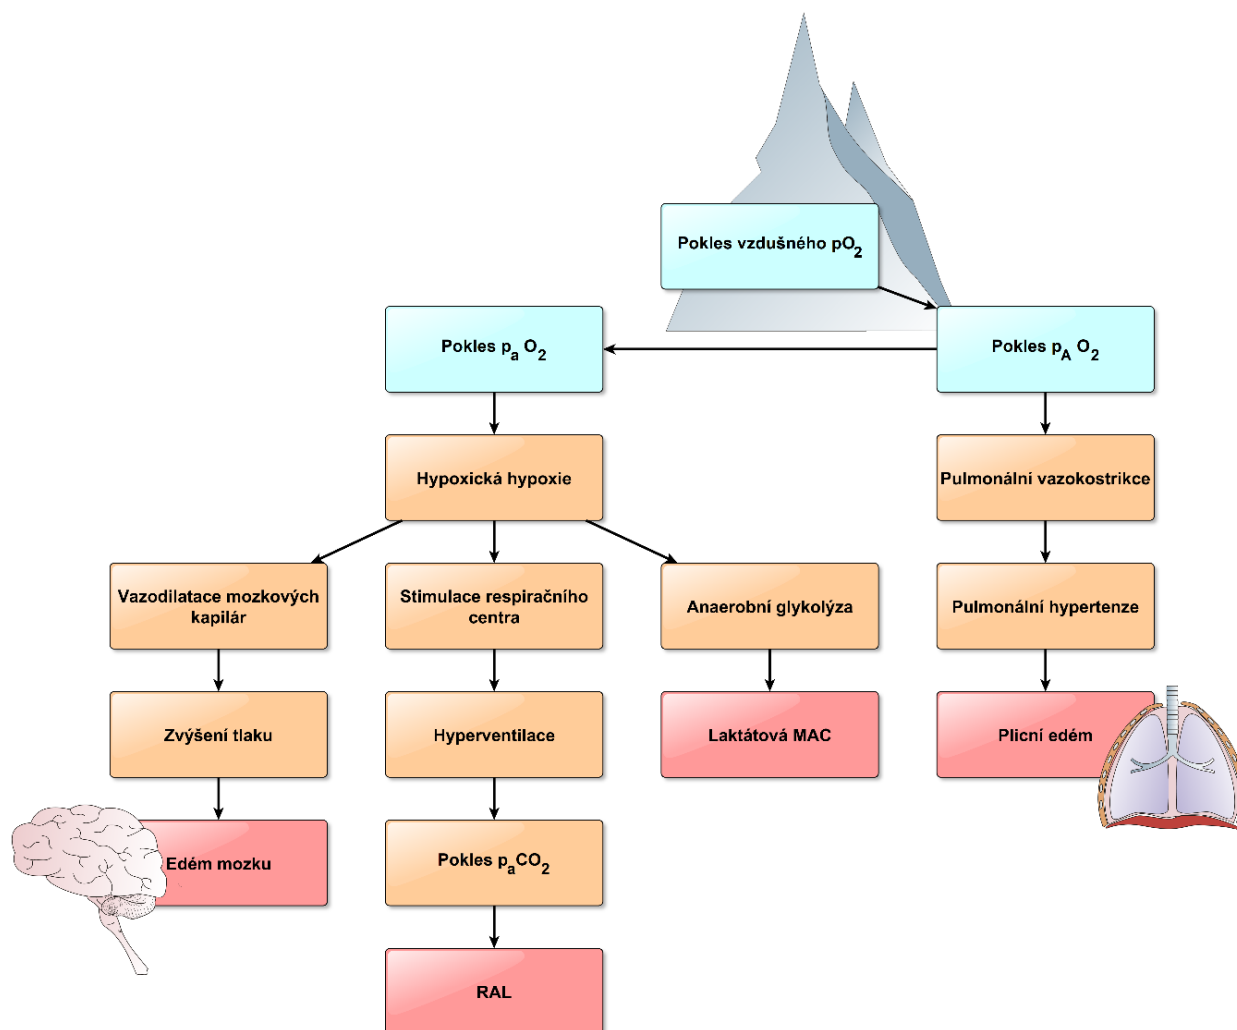 Pokles vzdušného pO2
Pokles pa O2
Pokles pA O2
Hypoxická hypoxie
Pulmonální vazokostrikce
Vazodilatace mozkových
kapilár
Stimulace respiračního
centra
Anaerobní glykolýza
Pulmonální hypertenze
Zvýšení tlaku
Hyperventilace
Laktátová MAC
Plicní edém
Edém mozku
Pokles paCO2
RAL